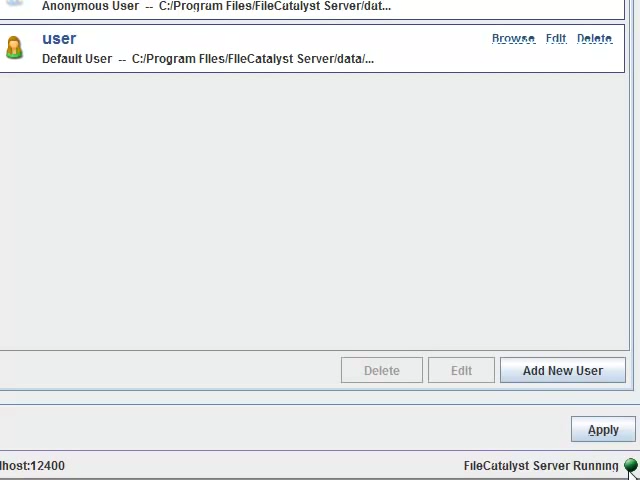 Anonymous User -- C:/Program Files/FileCatalyst Server/dat...
user
Browse Edit Delete
Default User -- C:/Program Files/FileCatalyst Server/data/...
Delete Edit Add New User
Apply
lhost:12400 FileCatalyst Server Running